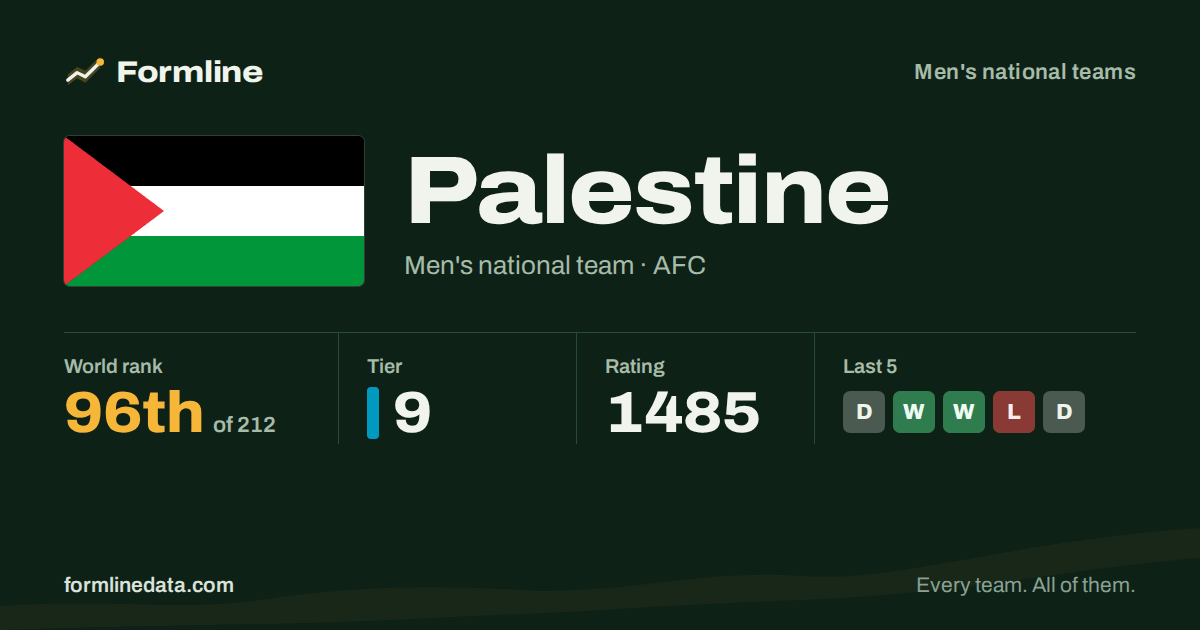 Formline
Men's national teams
Palestine
Men's national team · AFC
World rank
96th of 212
Tier
9
Rating
1485
Last 5
D W W L D
formlinedata.com
Every team. All of them.